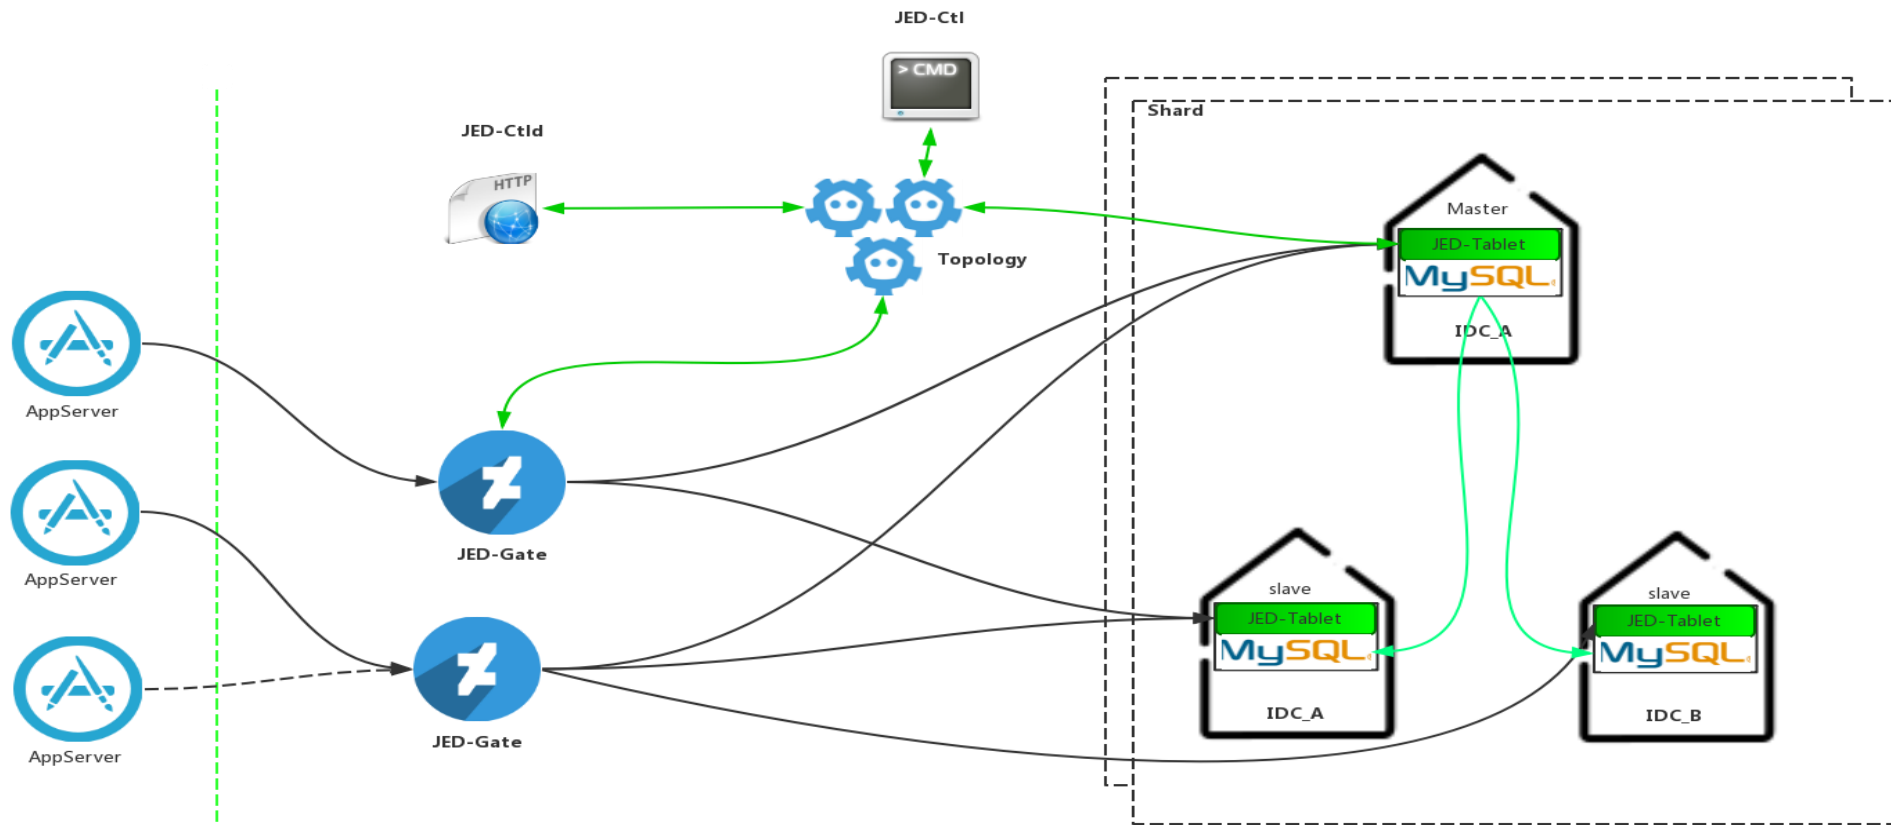 JED-Ctl
> CMD
Shard
JED-Ctld
HTTP
Master
JED-Tablet
MySQL
IDC_A
Topology
AppServer
JED-Gate
AppServer
slave
JED-Tablet
MySQL
IDC_A
slave
JED-Tablet
MySQL
IDC_B
JED-Gate
AppServer